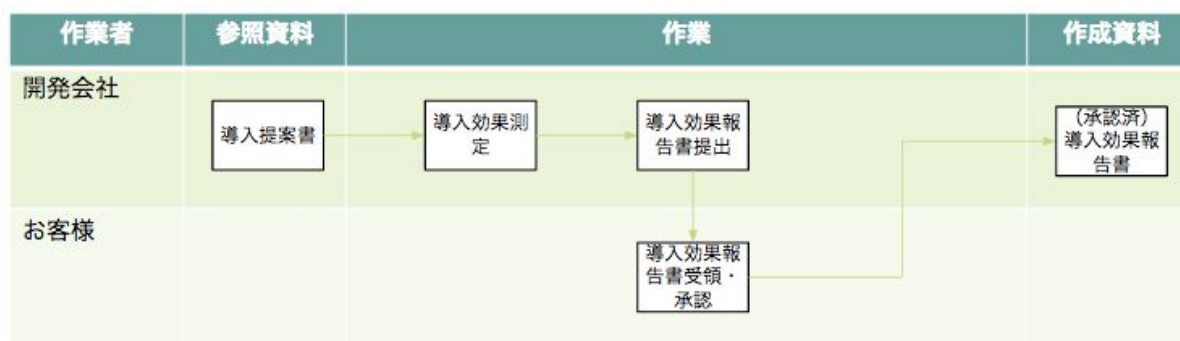 作業者
参照資料
作業
作成資料
開発会社
導入提案書
導入効果測
定
導入効果報
告書提出
（承認済）
導入効果報
告書
お客様
導入効果報
告書受領・
承認